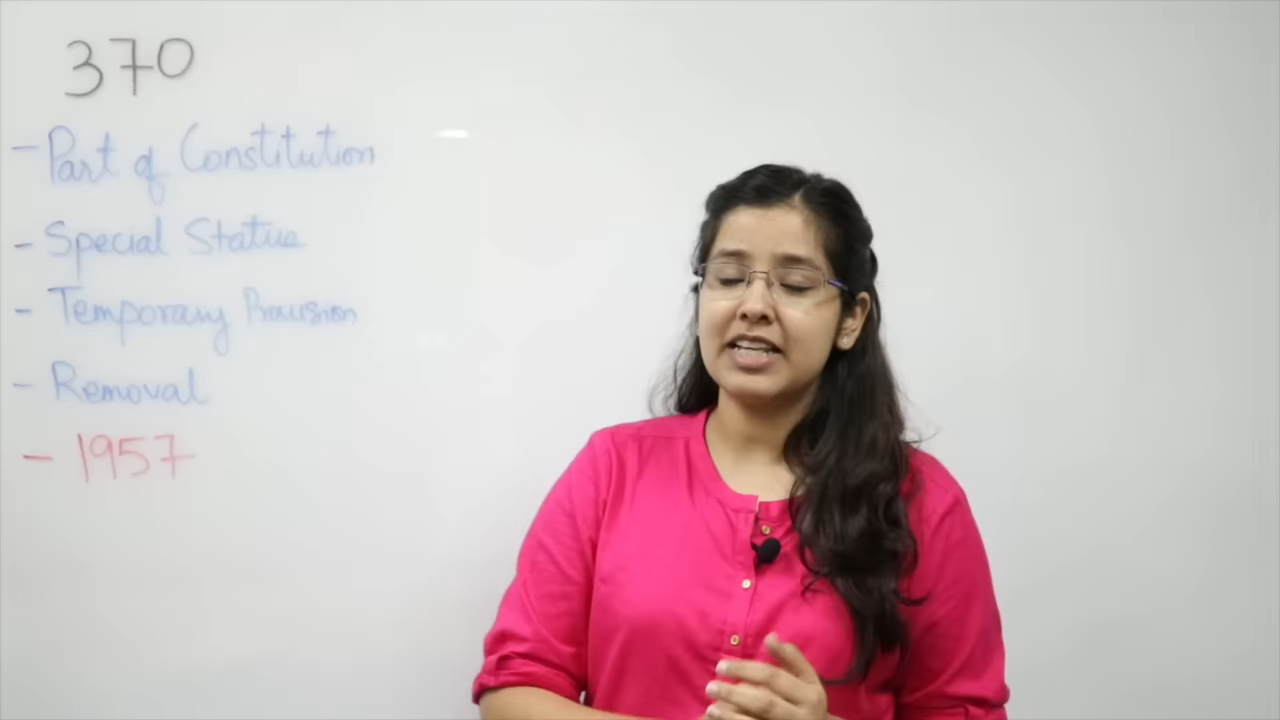 370
- Part of Constitution
- Special Status
- Temporary Provision
- Removal
- 1957